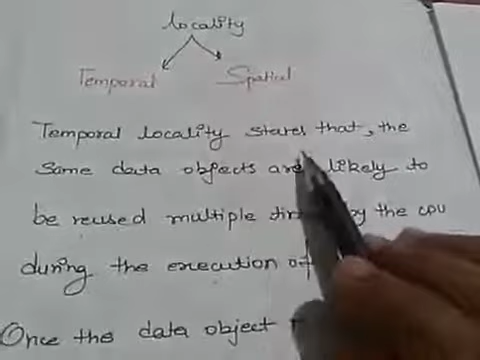 Locality
Temporal Spatial
Temporal locality states that, the
Same data objects are likely to
be reused multiple by the CPU
during the execution of
Once the data object